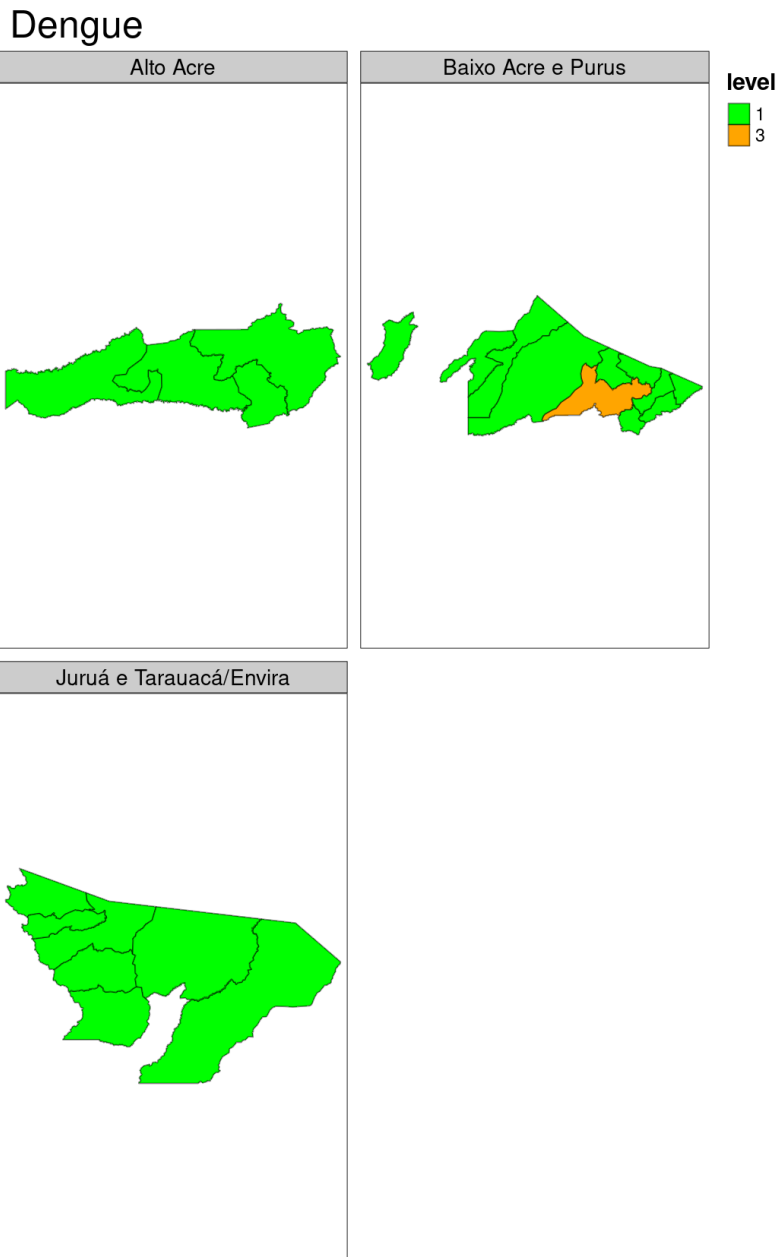 Dengue
Alto Acre
Baixo Acre e Purus
level
1
3
Juruá e Tarauacá/Envira